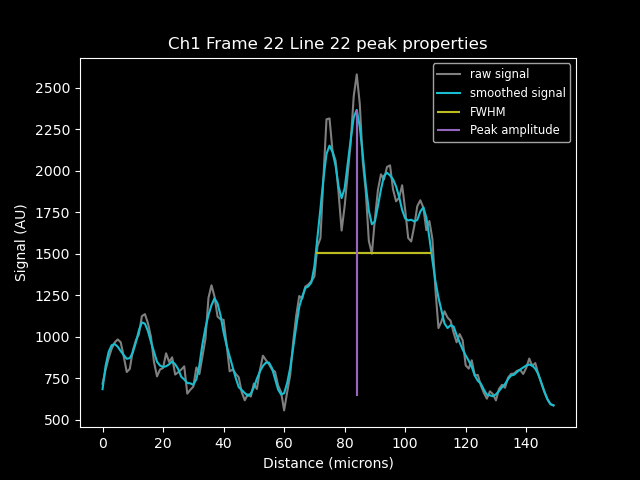 Ch1 Frame 22 Line 22 peak properties
raw signal
smoothed signal
FWHM
Peak amplitude
Signal (AU)
2500
2250
2000
1750
1500
1250
1000
750
500
0 20 40 60 80 100 120 140
Distance (microns)